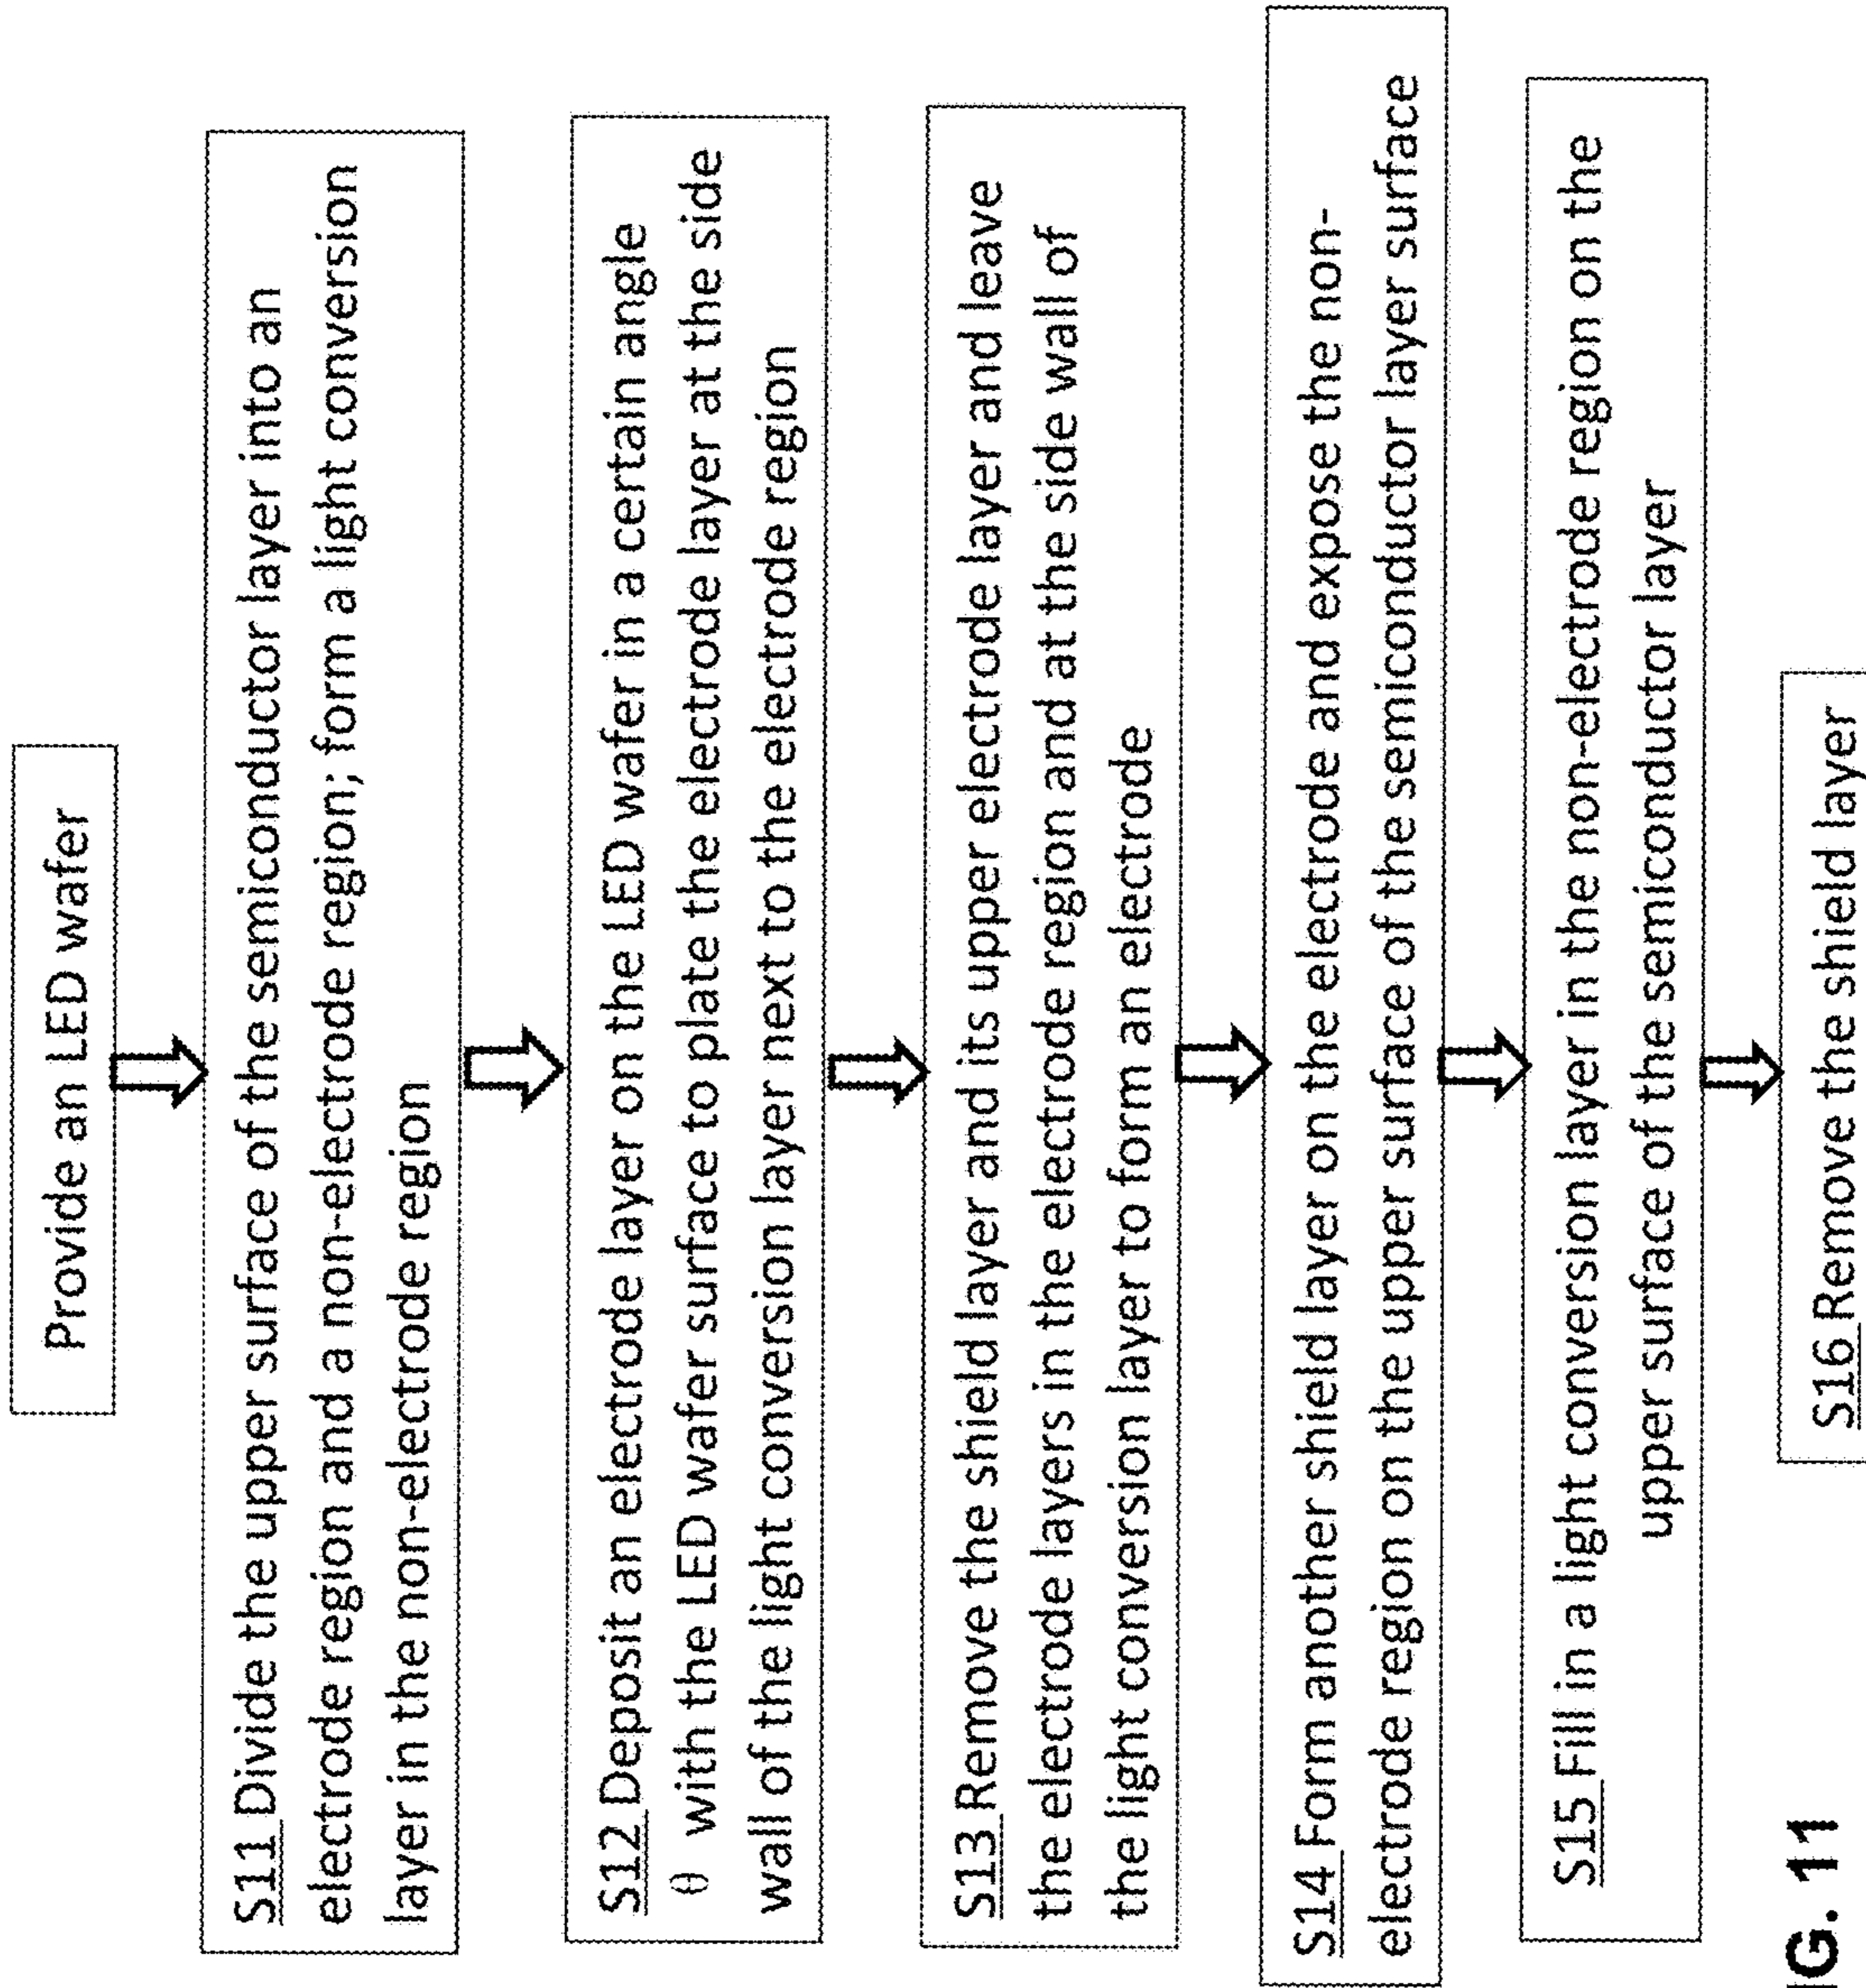 Provide an LED wafer
S11 Divide the upper surface of the semiconductor layer into an
electrode region and a non-electrode region; form a light conversion
layer in the non-electrode region
S12 Deposit an electrode layer on the LED wafer in a certain angle
θ with the LED wafer surface to plate the electrode layer at the side
wall of the light conversion layer next to the electrode region
S13 Remove the shield layer and its upper electrode layer and leave
the electrode layers in the electrode region and at the side wall of
the light conversion layer to form an electrode
S14 Form another shield layer on the electrode and expose the non-
electrode region on the upper surface of the semiconductor layer surface
S15 Fill in a light conversion layer in the non-electrode region on the
upper surface of the semiconductor layer
S16 Remove the shield layer
IG. 11